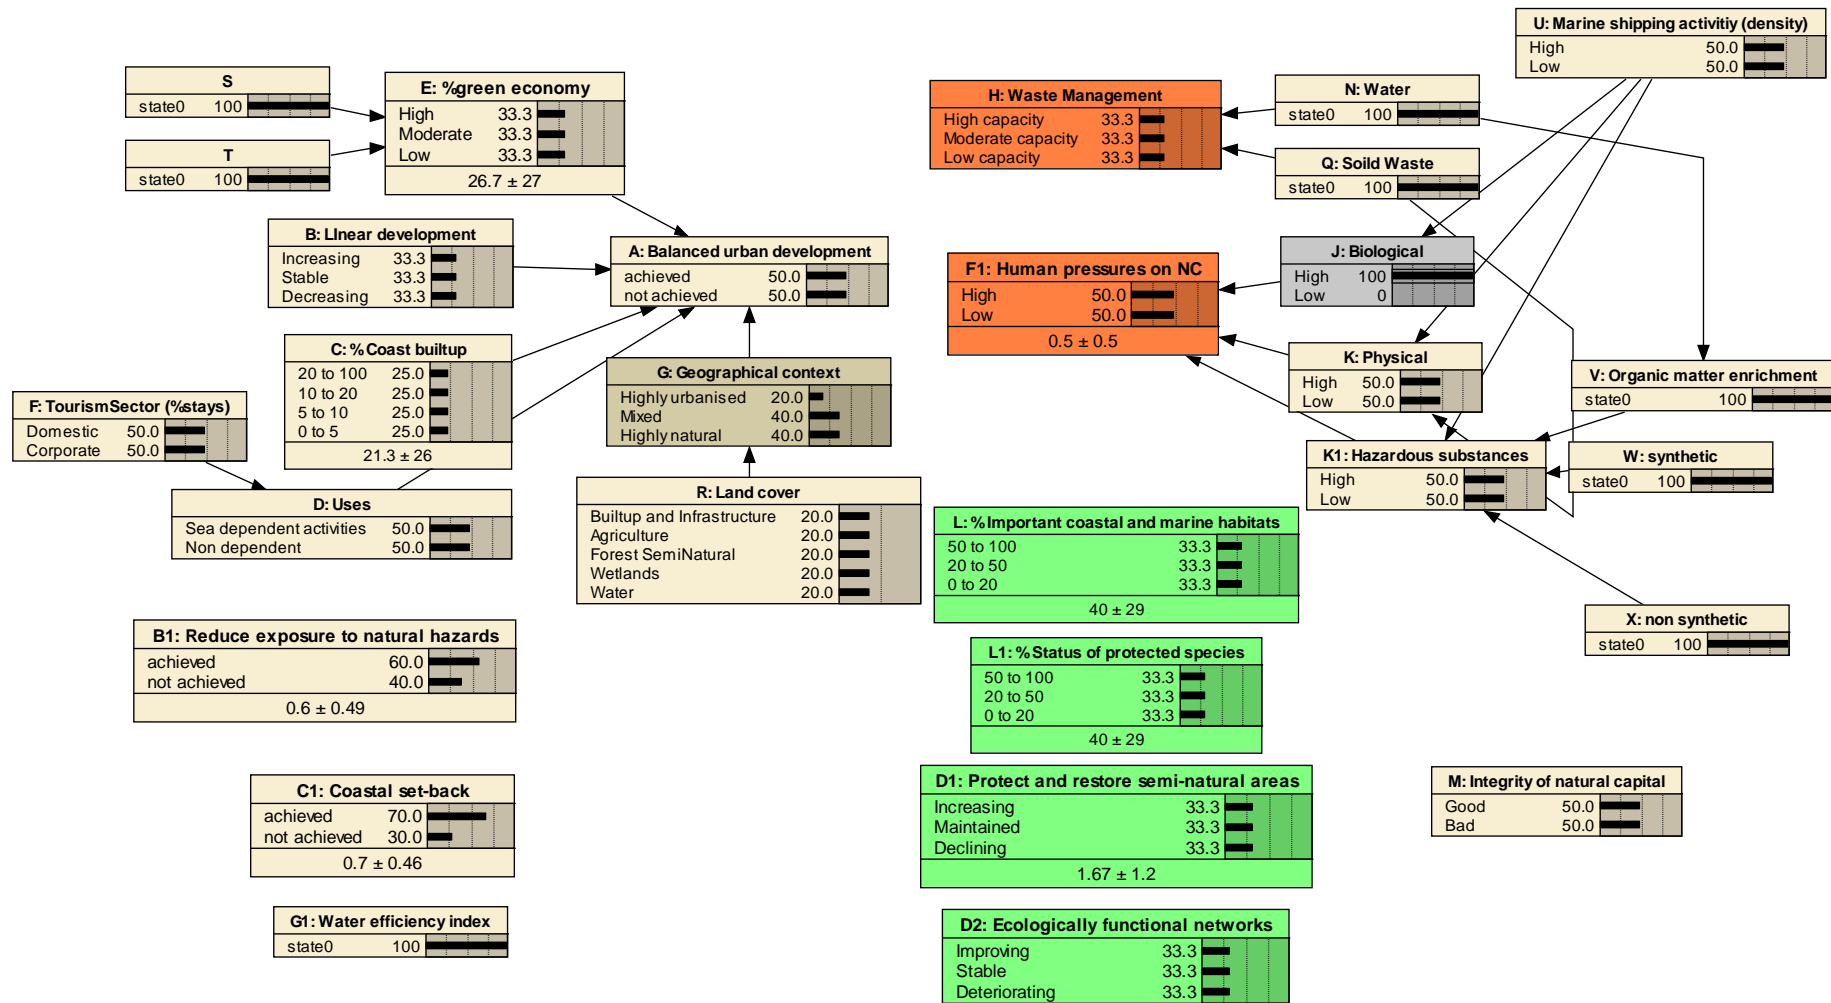 U: Marine shipping activitiy (density)
High 50.0
Low 50.0
S
state0 100
E: %green economy
High 33.3
Moderate 33.3
Low 33.3
26.7 ± 27
H: Waste Management
High capacity 33.3
Moderate capacity 33.3
Low capacity 33.3
N: Water
state0 100
T
state0 100
Q: Soild Waste
state0 100
B: LInear development
Increasing 33.3
Stable 33.3
Decreasing 33.3
A: Balanced urban development
achieved 50.0
not achieved 50.0
F1: Human pressures on NC
High 50.0
Low 50.0
0.5 ± 0.5
J: Biological
High 100
Low 0
C: %Coast builtup
20 to 100 25.0
10 to 20 25.0
5 to 10 25.0
0 to 5 25.0
21.3 ± 26
G: Geographical context
Highly urbanised 20.0
Mixed 40.0
Highly natural 40.0
K: Physical
High 50.0
Low 50.0
V: Organic matter enrichment
state0 100
F: TourismSector (%stays)
Domestic 50.0
Corporate 50.0
K1: Hazardous substances
High 50.0
Low 50.0
W: synthetic
state0 100
D: Uses
Sea dependent activities 50.0
Non dependent 50.0
R: Land cover
Builtup and Infrastructure 20.0
Agriculture 20.0
Forest SemiNatural 20.0
Wetlands 20.0
Water 20.0
L: %Important coastal and marine habitats
50 to 100 33.3
20 to 50 33.3
0 to 20 33.3
40 ± 29
X: non synthetic
state0 100
B1: Reduce exposure to natural hazards
achieved 60.0
not achieved 40.0
0.6 ± 0.49
L1: %Status of protected species
50 to 100 33.3
20 to 50 33.3
0 to 20 33.3
40 ± 29
C1: Coastal set-back
achieved 70.0
not achieved 30.0
0.7 ± 0.46
D1: Protect and restore semi-natural areas
Increasing 33.3
Maintained 33.3
Declining 33.3
1.67 ± 1.2
M: Integrity of natural capital
Good 50.0
Bad 50.0
G1: Water efficiency index
state0 100
D2: Ecologically functional networks
Improving 33.3
Stable 33.3
Deteriorating 33.3